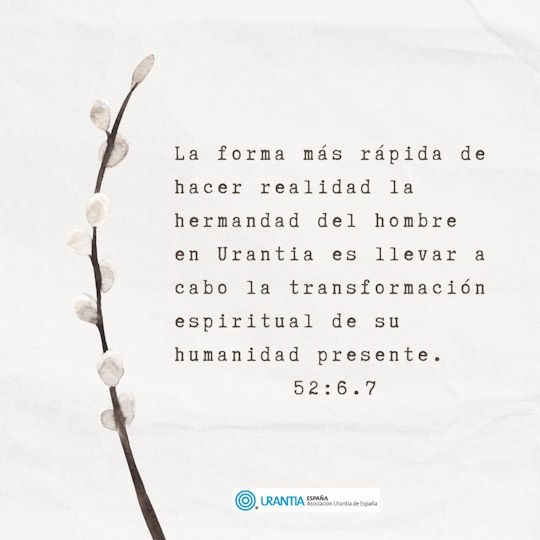 La forma más rápida de
hacer realidad la
hermandad del hombre
en Urantia es llevar a
cabo la transformación
espiritual de su
humanidad presente.
52:6.7
URANTIA ESPAÑA
Asociación Urantia de España